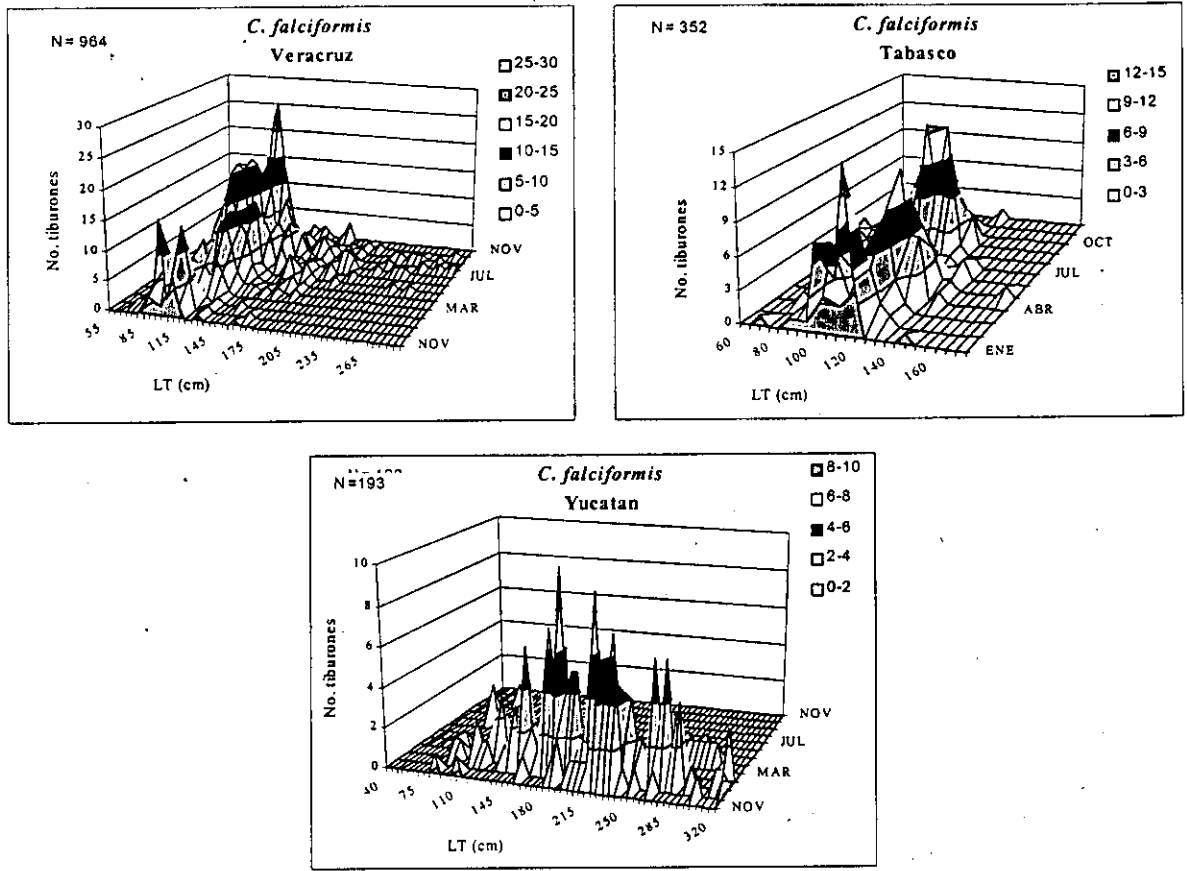 N= 964
C. falciformis
Veracruz
25-30
20-25
15-20
10-15
5-10
0-5
30
25
20
15
10
5
0
No. tiburones
55
85
115
145
175
205
235
265
LT (cm)
NOV
JUL
MAR
NOV
N= 352
C. falciformis
Tabasco
12-15
9-12
6-9
3-6
0-3
15
12
9
6
3
0
No. tiburones
60
80
100
120
140
160
LT (cm)
OCT
JUL
ABR
ENE
N=193
C. falciformis
Yucatan
8-10
6-8
4-6
2-4
0-2
10
8
6
4
2
0
No. tiburones
40
75
110
145
180
215
250
285
320
LT (cm)
NOV
JUL
MAR
NOV